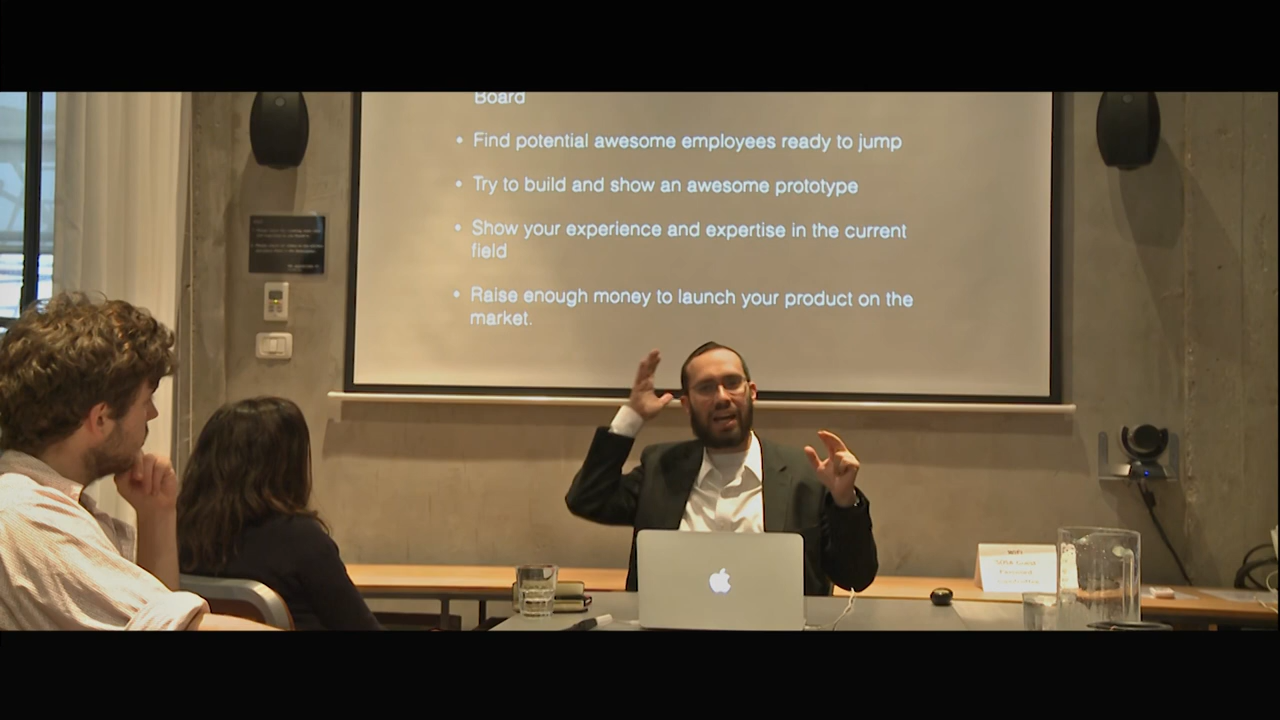 Board
• Find potential awesome employees ready to jump
• Try to build and show an awesome prototype
• Show your experience and expertise in the current
field
• Raise enough money to launch your product on the
market.
WiFi